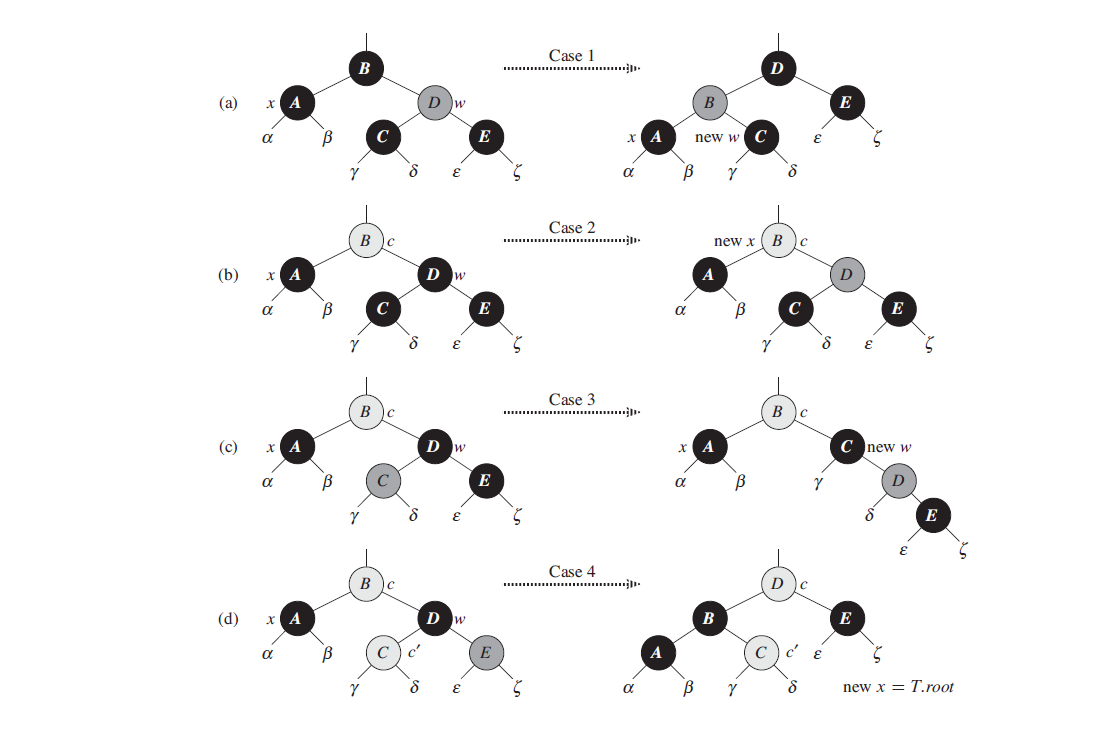 Case 1
B D
(a) x A D w B E
α β C E x A new w C ε ζ
γ δ ε ζ α β γ δ
Case 2
B c new x B c
(b) x A D w A D
α β C E α β C E
γ δ ε ζ γ δ ε ζ
Case 3
B c B c
(c) x A D w x A C new w
α β C E α β γ D
γ δ ε ζ δ E
ε ζ
Case 4
B c D c
(d) x A D w B E
α β C c′ E A C c′ ε ζ
γ δ ε ζ α β γ δ new x = T.root